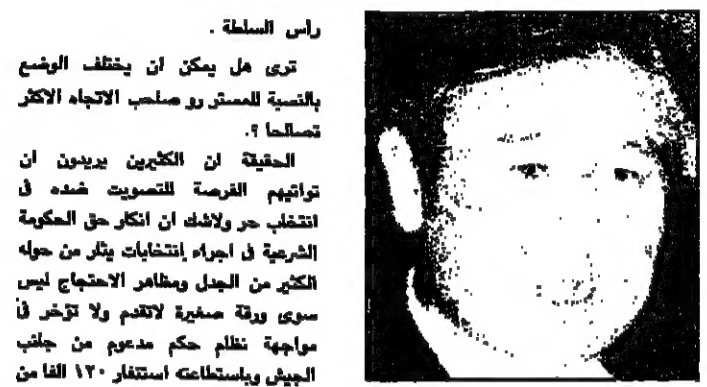 رأس السلطة .
ترى هل يمكن ان يختلف الوضع
بالنسبة للمستر رو صاحب الاتجاه الاكثر
تصالحا ؟.
الحقيقة ان الكثيرين يريدون ان
تواتيهم الفرصة للتصويت ضده فى
انتخاب حر ولاشك ان انكار حق الحكومة
الشرعية فى اجراء إنتخابات يثار من حوله
الكثير من الجدل ومظاهر الاحتجاج ليس
سوى ورقة صغيرة لاتقدم ولا تؤخر فى
مواجهة نظام حكم مدعوم من جانب
الجيش وباستطاعته استنفار ١٢٠ الفا من